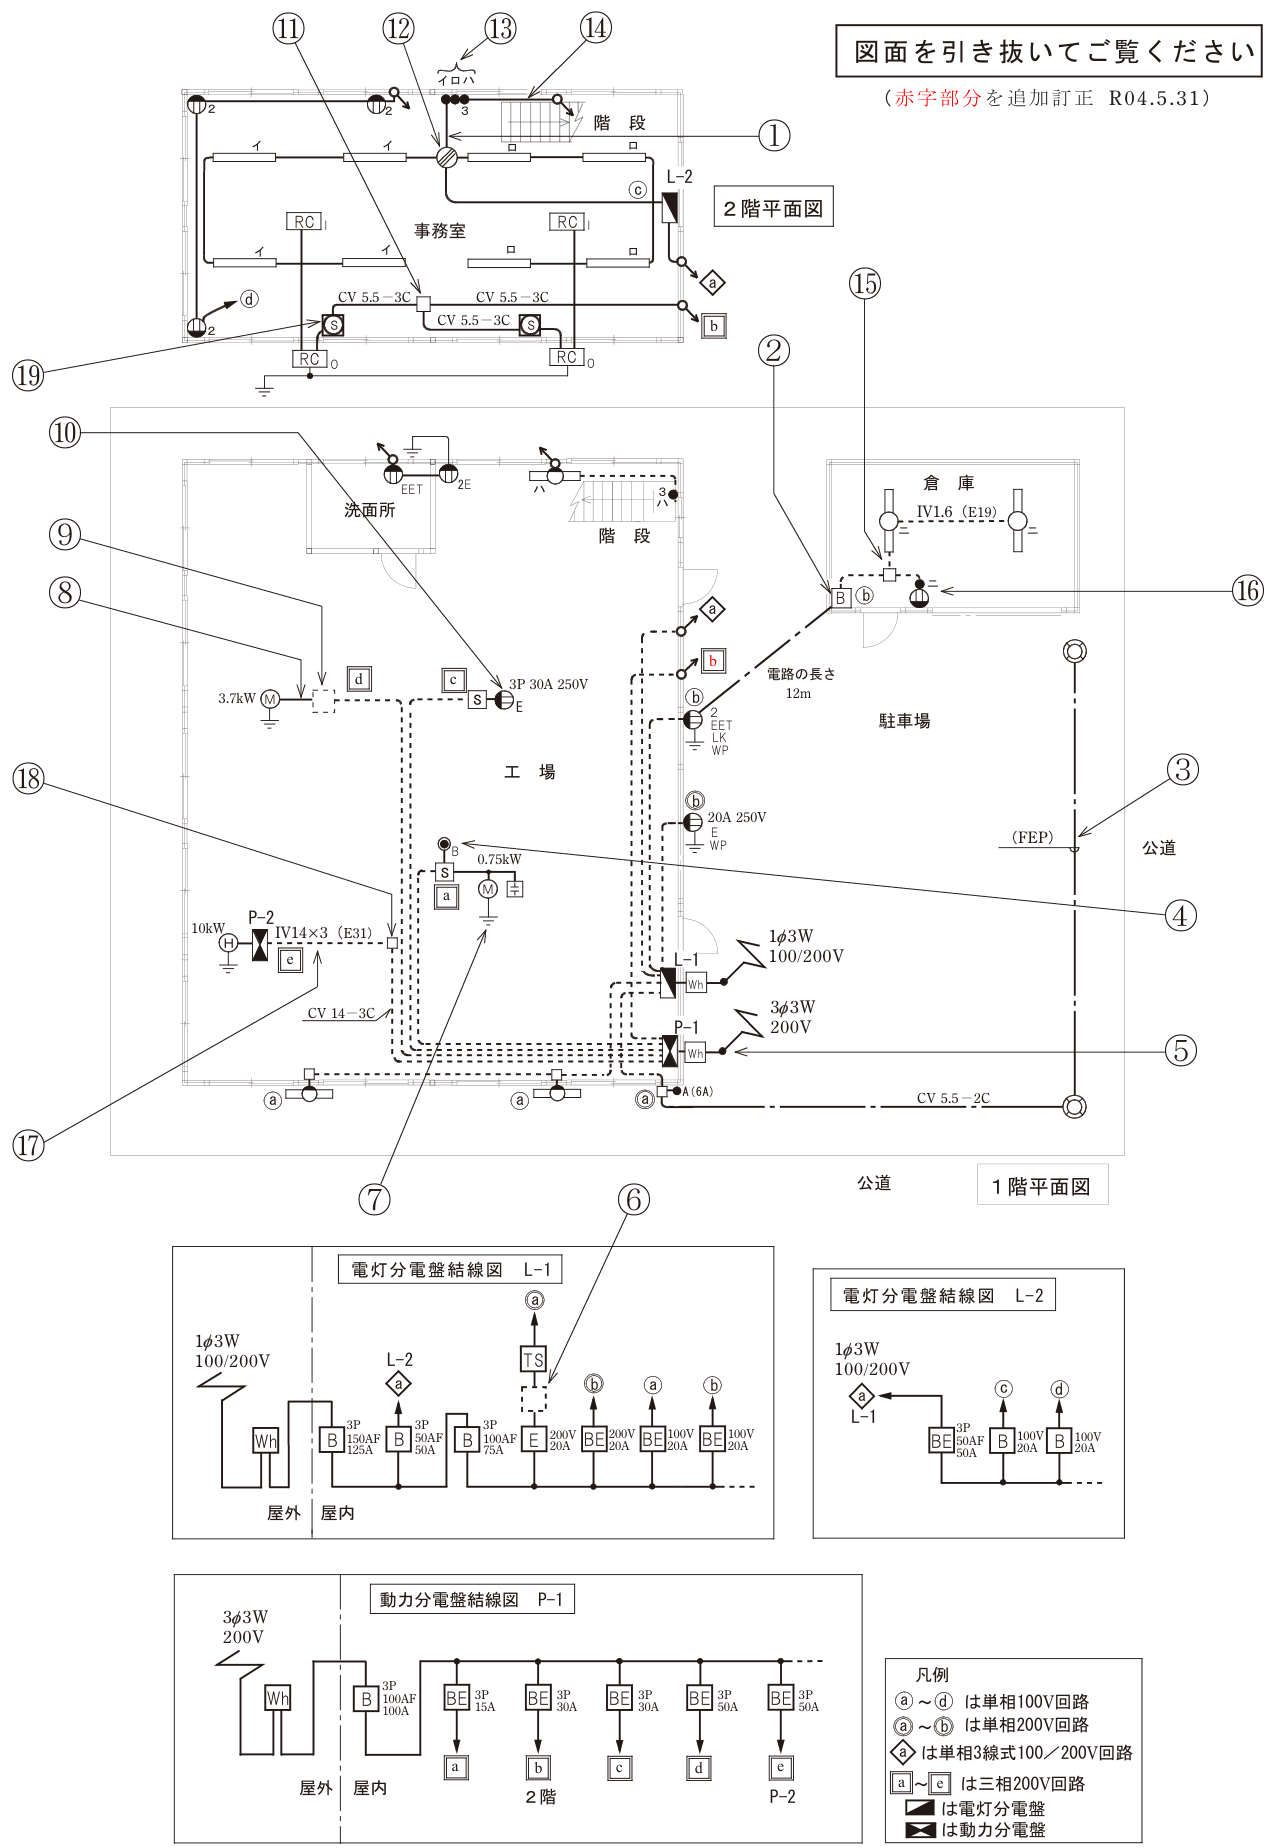 図面を引き抜いてご覧ください
（赤字部分を追加訂正 R04.5.31）
⑪ ⑫ ⑬ ⑭
イロハ
2 2 3
階 段
①
イ イ ロ ロ
L-2
ⓒ
2階平面図
RC I RC I
事務室
イ イ ロ ロ
a
ⓓ
CV 5.5－3C CV 5.5－3C
b
2 S CV 5.5－3C S
RC O RC O
⑲
⑮
②
⑩
EET 2E
洗面所
ハ
3
ハ
階 段
倉 庫
IV1.6（E19）
ニ ニ
⑨
⑧
B ⓑ ニ
⑯
a
b
電路の長さ
12m
d c
3P 30A 250V
3.7kW M S E
ⓑ
2
EET
LK
WP
駐車場
工 場
⑱
③
ⓑ
20A 250V
E
WP
（FEP）
公道
B
0.75kW
S M
a
④
P-2
10kW H
IV14×3（E31）
e
CV 14－3C
L-1
Wh
1φ3W
100/200V
P-1
Wh
3φ3W
200V
⑤
ⓐ ⓐ ⓐ A(6A)
CV 5.5－2C
⑰
⑦
⑥
公道
1階平面図
電灯分電盤結線図 L-1
1φ3W
100/200V
Wh
屋外 屋内
B 3P 150AF 125A
L-2
a
B 3P 50AF 50A
B 3P 100AF 75A
ⓐ
TS
E 200V 20A
ⓑ
BE 200V 20A
ⓐ
BE 100V 20A
ⓑ
BE 100V 20A
電灯分電盤結線図 L-2
1φ3W
100/200V
a
L-1
BE 3P 50AF 50A
ⓒ
B 100V 20A
ⓓ
B 100V 20A
動力分電盤結線図 P-1
3φ3W
200V
Wh
屋外 屋内
B 3P 100AF 100A
BE 3P 15A
a
BE 3P 30A
b
2階
BE 3P 30A
c
BE 3P 50A
d
BE 3P 50A
e
P-2
凡例
ⓐ～ⓓ は単相100V回路
ⓐ～ⓑ は単相200V回路
a は単相3線式100／200V回路
a～e は三相200V回路
は電灯分電盤
は動力分電盤